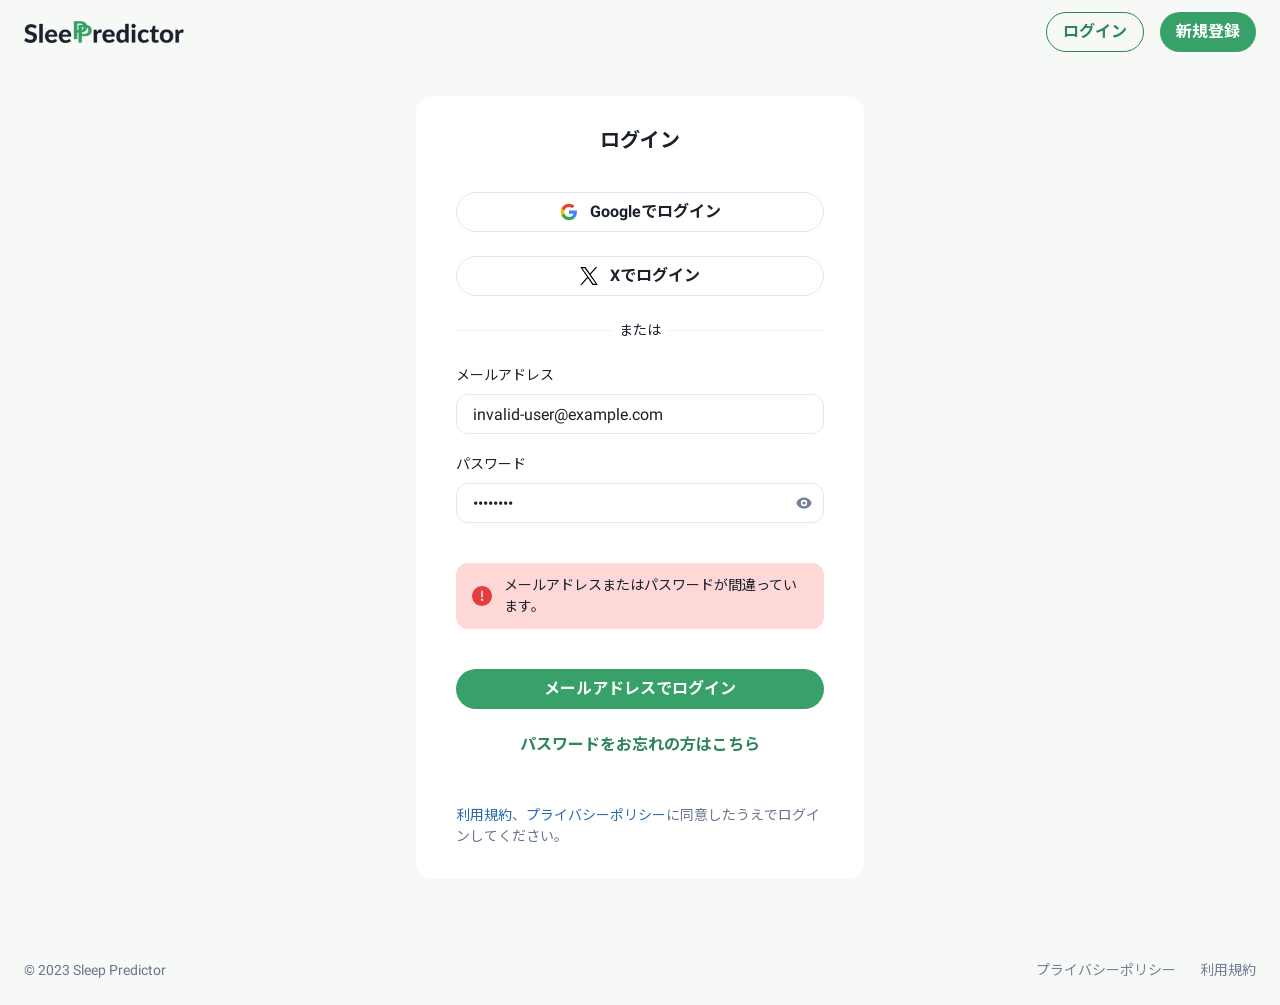 SleePredictor
ログイン
新規登録
ログイン
Googleでログイン
Xでログイン
または
メールアドレス
invalid-user@example.com
パスワード
••••••••
メールアドレスまたはパスワードが間違ってい
ます。
メールアドレスでログイン
パスワードをお忘れの方はこちら
利用規約、プライバシーポリシーに同意したうえでログイ
ンしてください。
© 2023 Sleep Predictor
プライバシーポリシー
利用規約